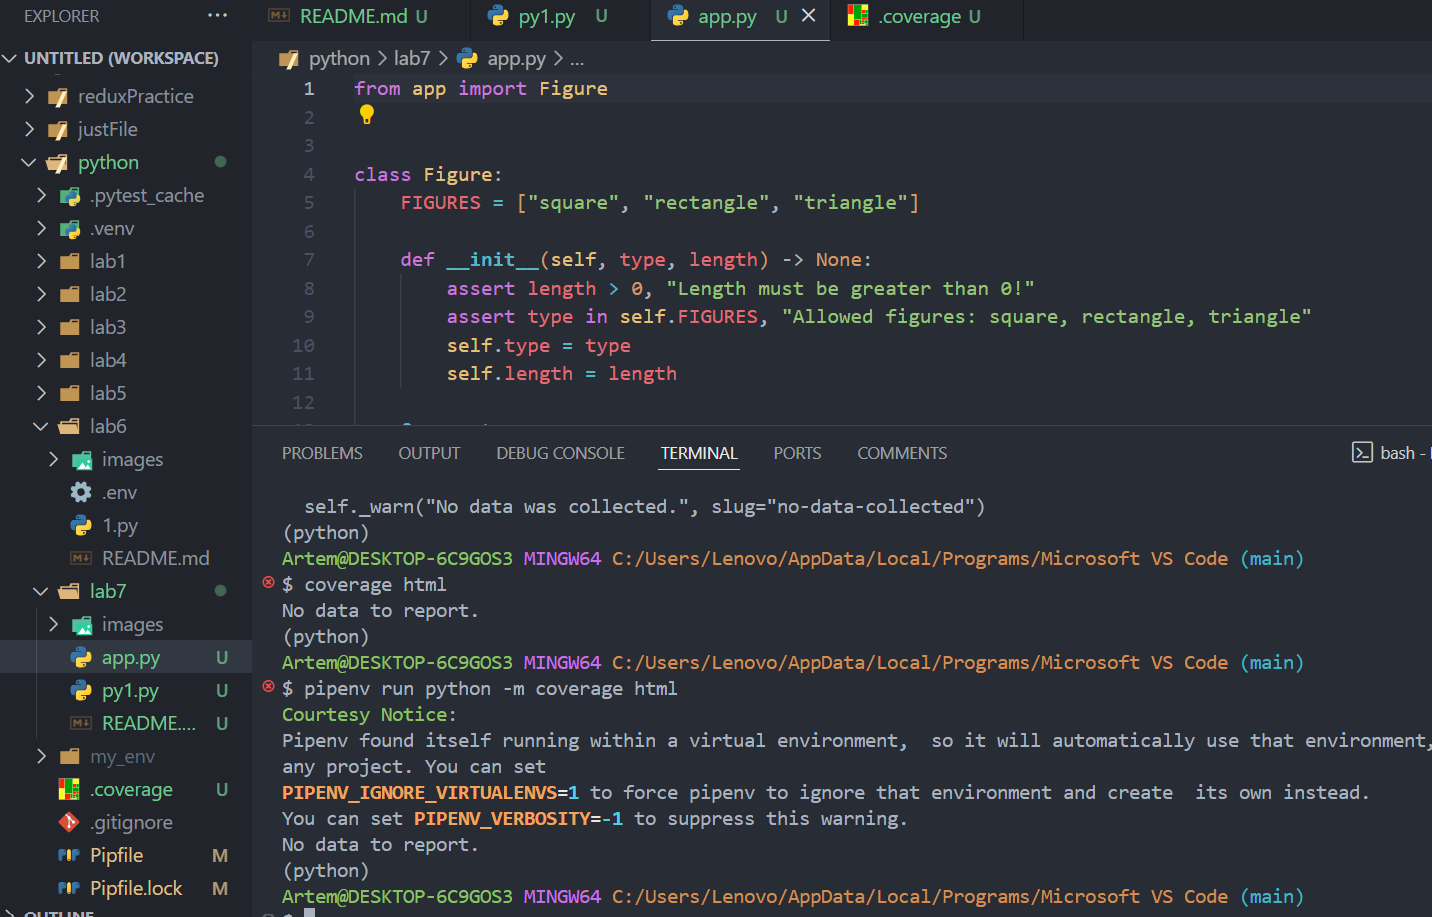 EXPLORER
UNTITLED (WORKSPACE)
reduxPractice
justFile
python
.pytest_cache
.venv
lab1
lab2
lab3
lab4
lab5
lab6
images
.env
1.py
README.md
lab7
images
app.py U
py1.py U
README.... U
my_env
.coverage U
.gitignore
Pipfile M
Pipfile.lock M
OUTLINE
README.md U
py1.py U
app.py U
.coverage U
python > lab7 > app.py > ...
1 from app import Figure
2
3
4 class Figure:
5 FIGURES = ["square", "rectangle", "triangle"]
6
7 def __init__(self, type, length) -> None:
8 assert length > 0, "Length must be greater than 0!"
9 assert type in self.FIGURES, "Allowed figures: square, rectangle, triangle"
10 self.type = type
11 self.length = length
12
PROBLEMS OUTPUT DEBUG CONSOLE TERMINAL PORTS COMMENTS
bash -
self._warn("No data was collected.", slug="no-data-collected")
(python)
Artem@DESKTOP-6C9GOS3 MINGW64 C:/Users/Lenovo/AppData/Local/Programs/Microsoft VS Code (main)
$ coverage html
No data to report.
(python)
Artem@DESKTOP-6C9GOS3 MINGW64 C:/Users/Lenovo/AppData/Local/Programs/Microsoft VS Code (main)
$ pipenv run python -m coverage html
Courtesy Notice:
Pipenv found itself running within a virtual environment,  so it will automatically use that environment,
any project. You can set
PIPENV_IGNORE_VIRTUALENVS=1 to force pipenv to ignore that environment and create  its own instead.
You can set PIPENV_VERBOSITY=-1 to suppress this warning.
No data to report.
(python)
Artem@DESKTOP-6C9GOS3 MINGW64 C:/Users/Lenovo/AppData/Local/Programs/Microsoft VS Code (main)
$